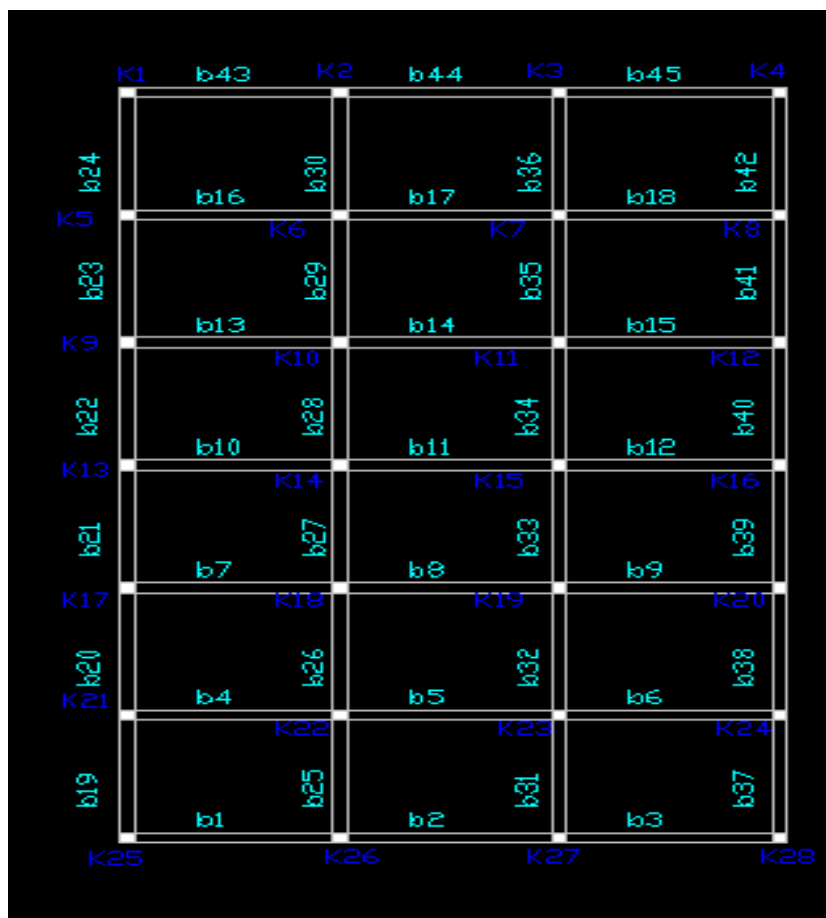 K1 b43 K2 b44 K3 b45 K4
b24 b30 b36 b42
b16 b17 b18
K5 K6 K7 K8
b23 b29 b35 b41
b13 b14 b15
K9 K10 K11 K12
b22 b28 b34 b40
b10 b11 b12
K13 K14 K15 K16
b21 b27 b33 b39
b7 b8 b9
K17 K18 K19 K20
b20 b26 b32 b38
b4 b5 b6
K21 K22 K23 K24
b19 b25 b31 b37
b1 b2 b3
K25 K26 K27 K28